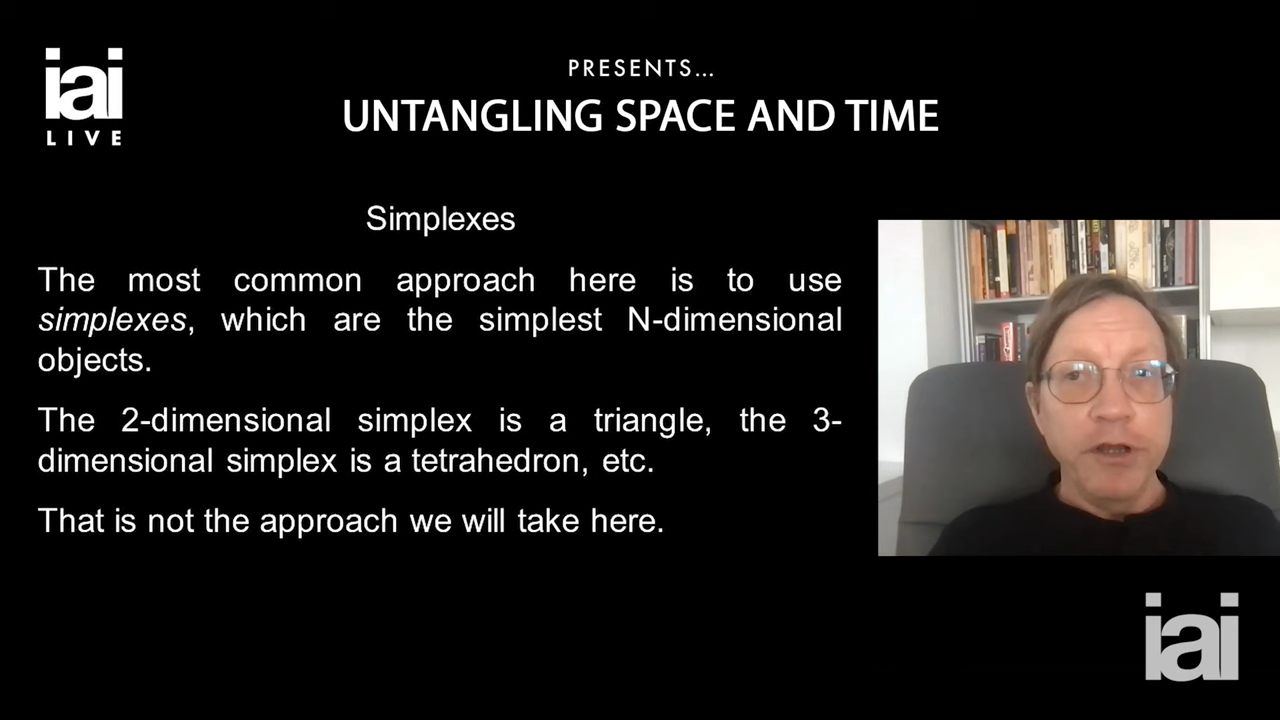 iai
LIVE
PRESENTS...
UNTANGLING SPACE AND TIME
Simplexes
The most common approach here is to use
simplexes, which are the simplest N-dimensional
objects.
The 2-dimensional simplex is a triangle, the 3-
dimensional simplex is a tetrahedron, etc.
That is not the approach we will take here.
iai